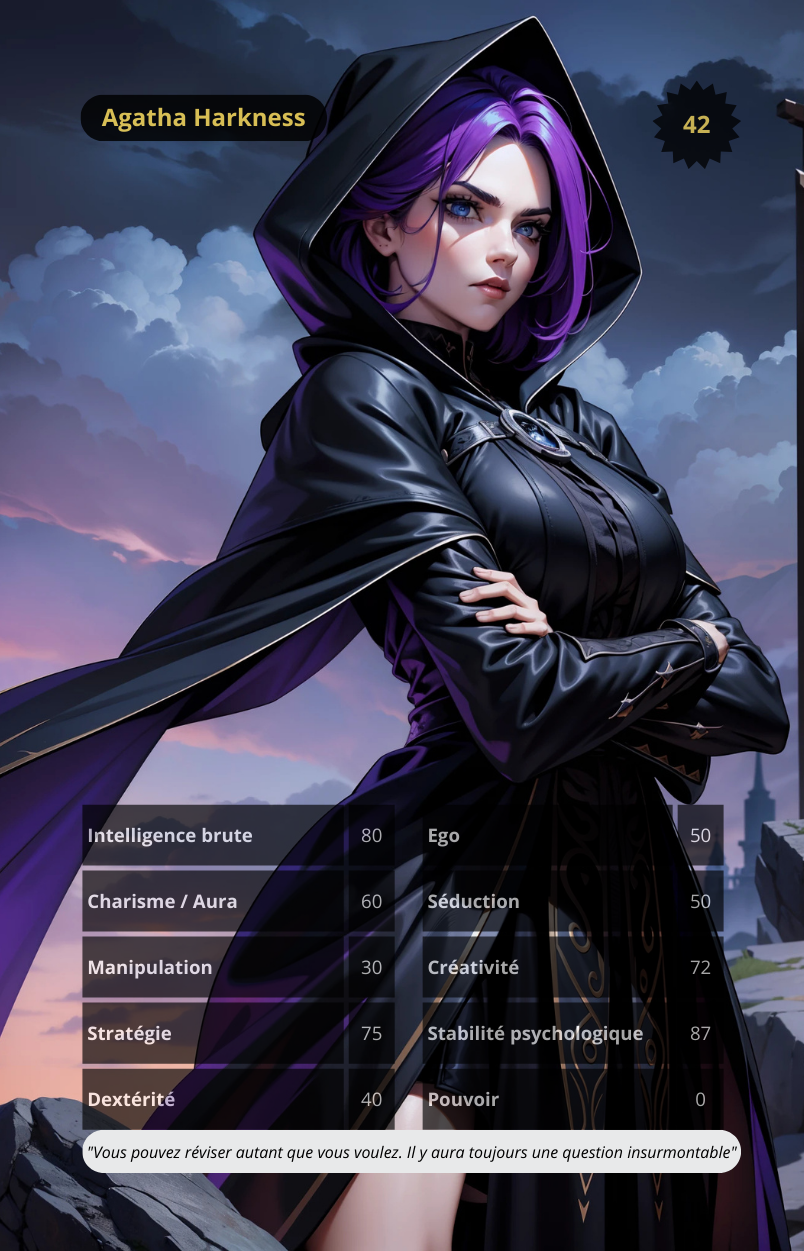 Agatha Harkness
42
Intelligence brute 80 Ego 50
Charisme / Aura 60 Séduction 50
Manipulation 30 Créativité 72
Stratégie 75 Stabilité psychologique 87
Dextérité 40 Pouvoir 0
"Vous pouvez réviser autant que vous voulez. Il y aura toujours une question insurmontable"